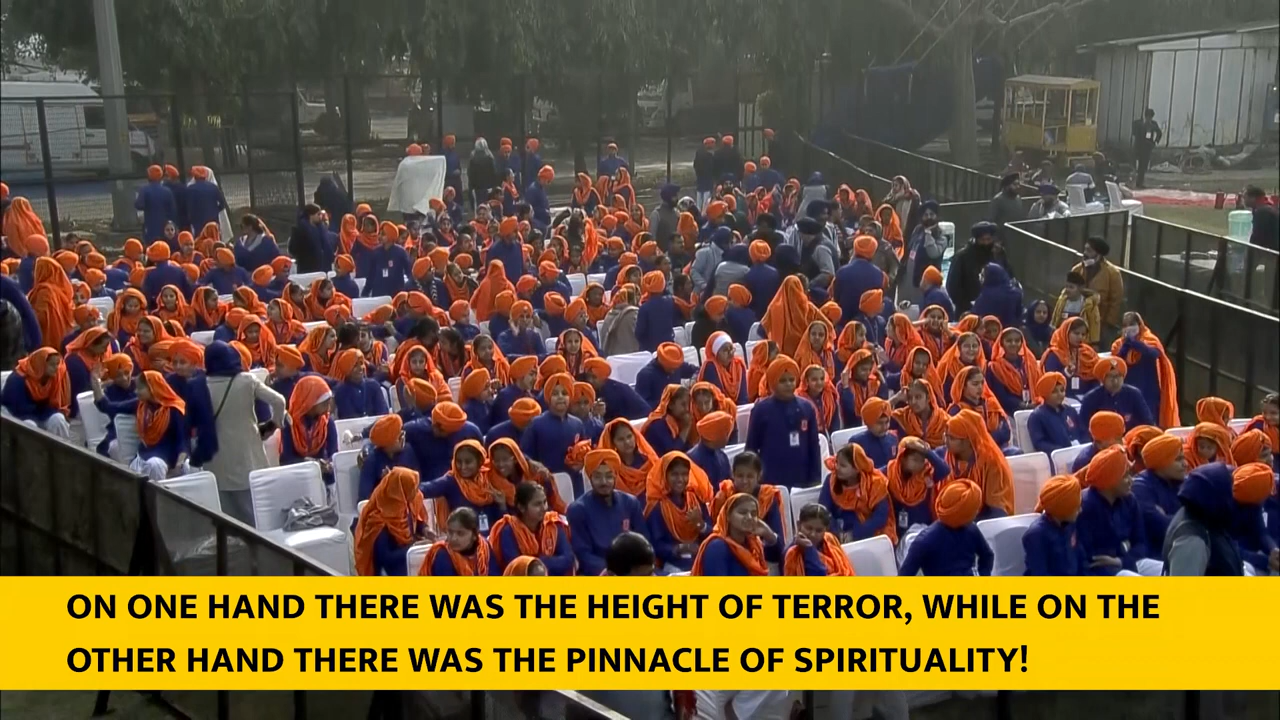 ON ONE HAND THERE WAS THE HEIGHT OF TERROR, WHILE ON THE
OTHER HAND THERE WAS THE PINNACLE OF SPIRITUALITY!